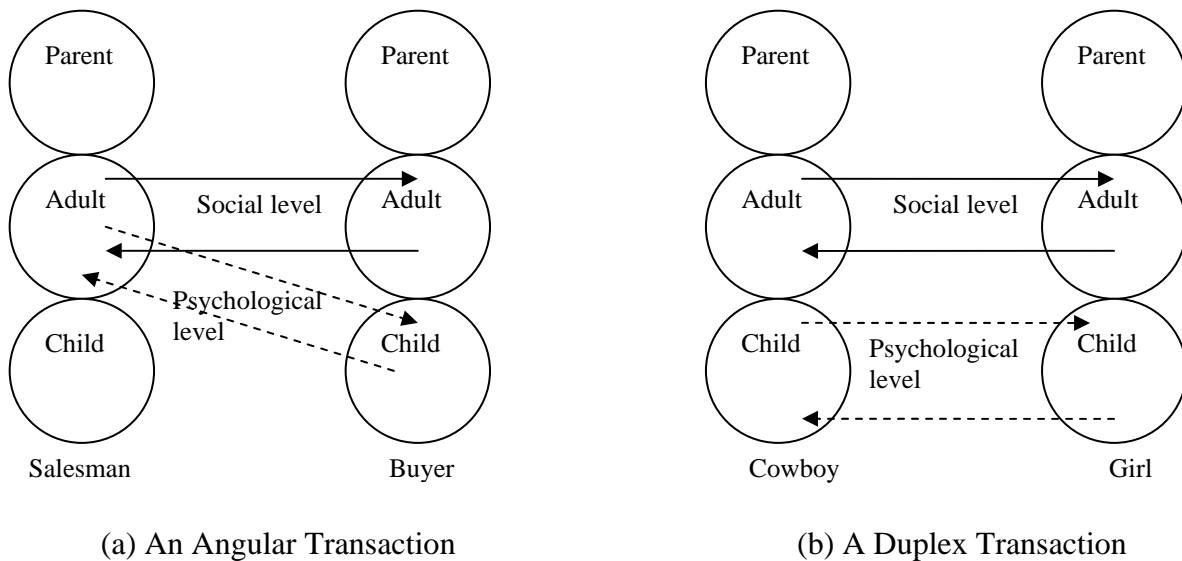 Parent
Parent
Adult
Social level
Adult
Psychological
level
Child
Child
Salesman
Buyer
(a) An Angular Transaction
Parent
Parent
Adult
Social level
Adult
Child
Psychological
level
Child
Cowboy
Girl
(b) A Duplex Transaction